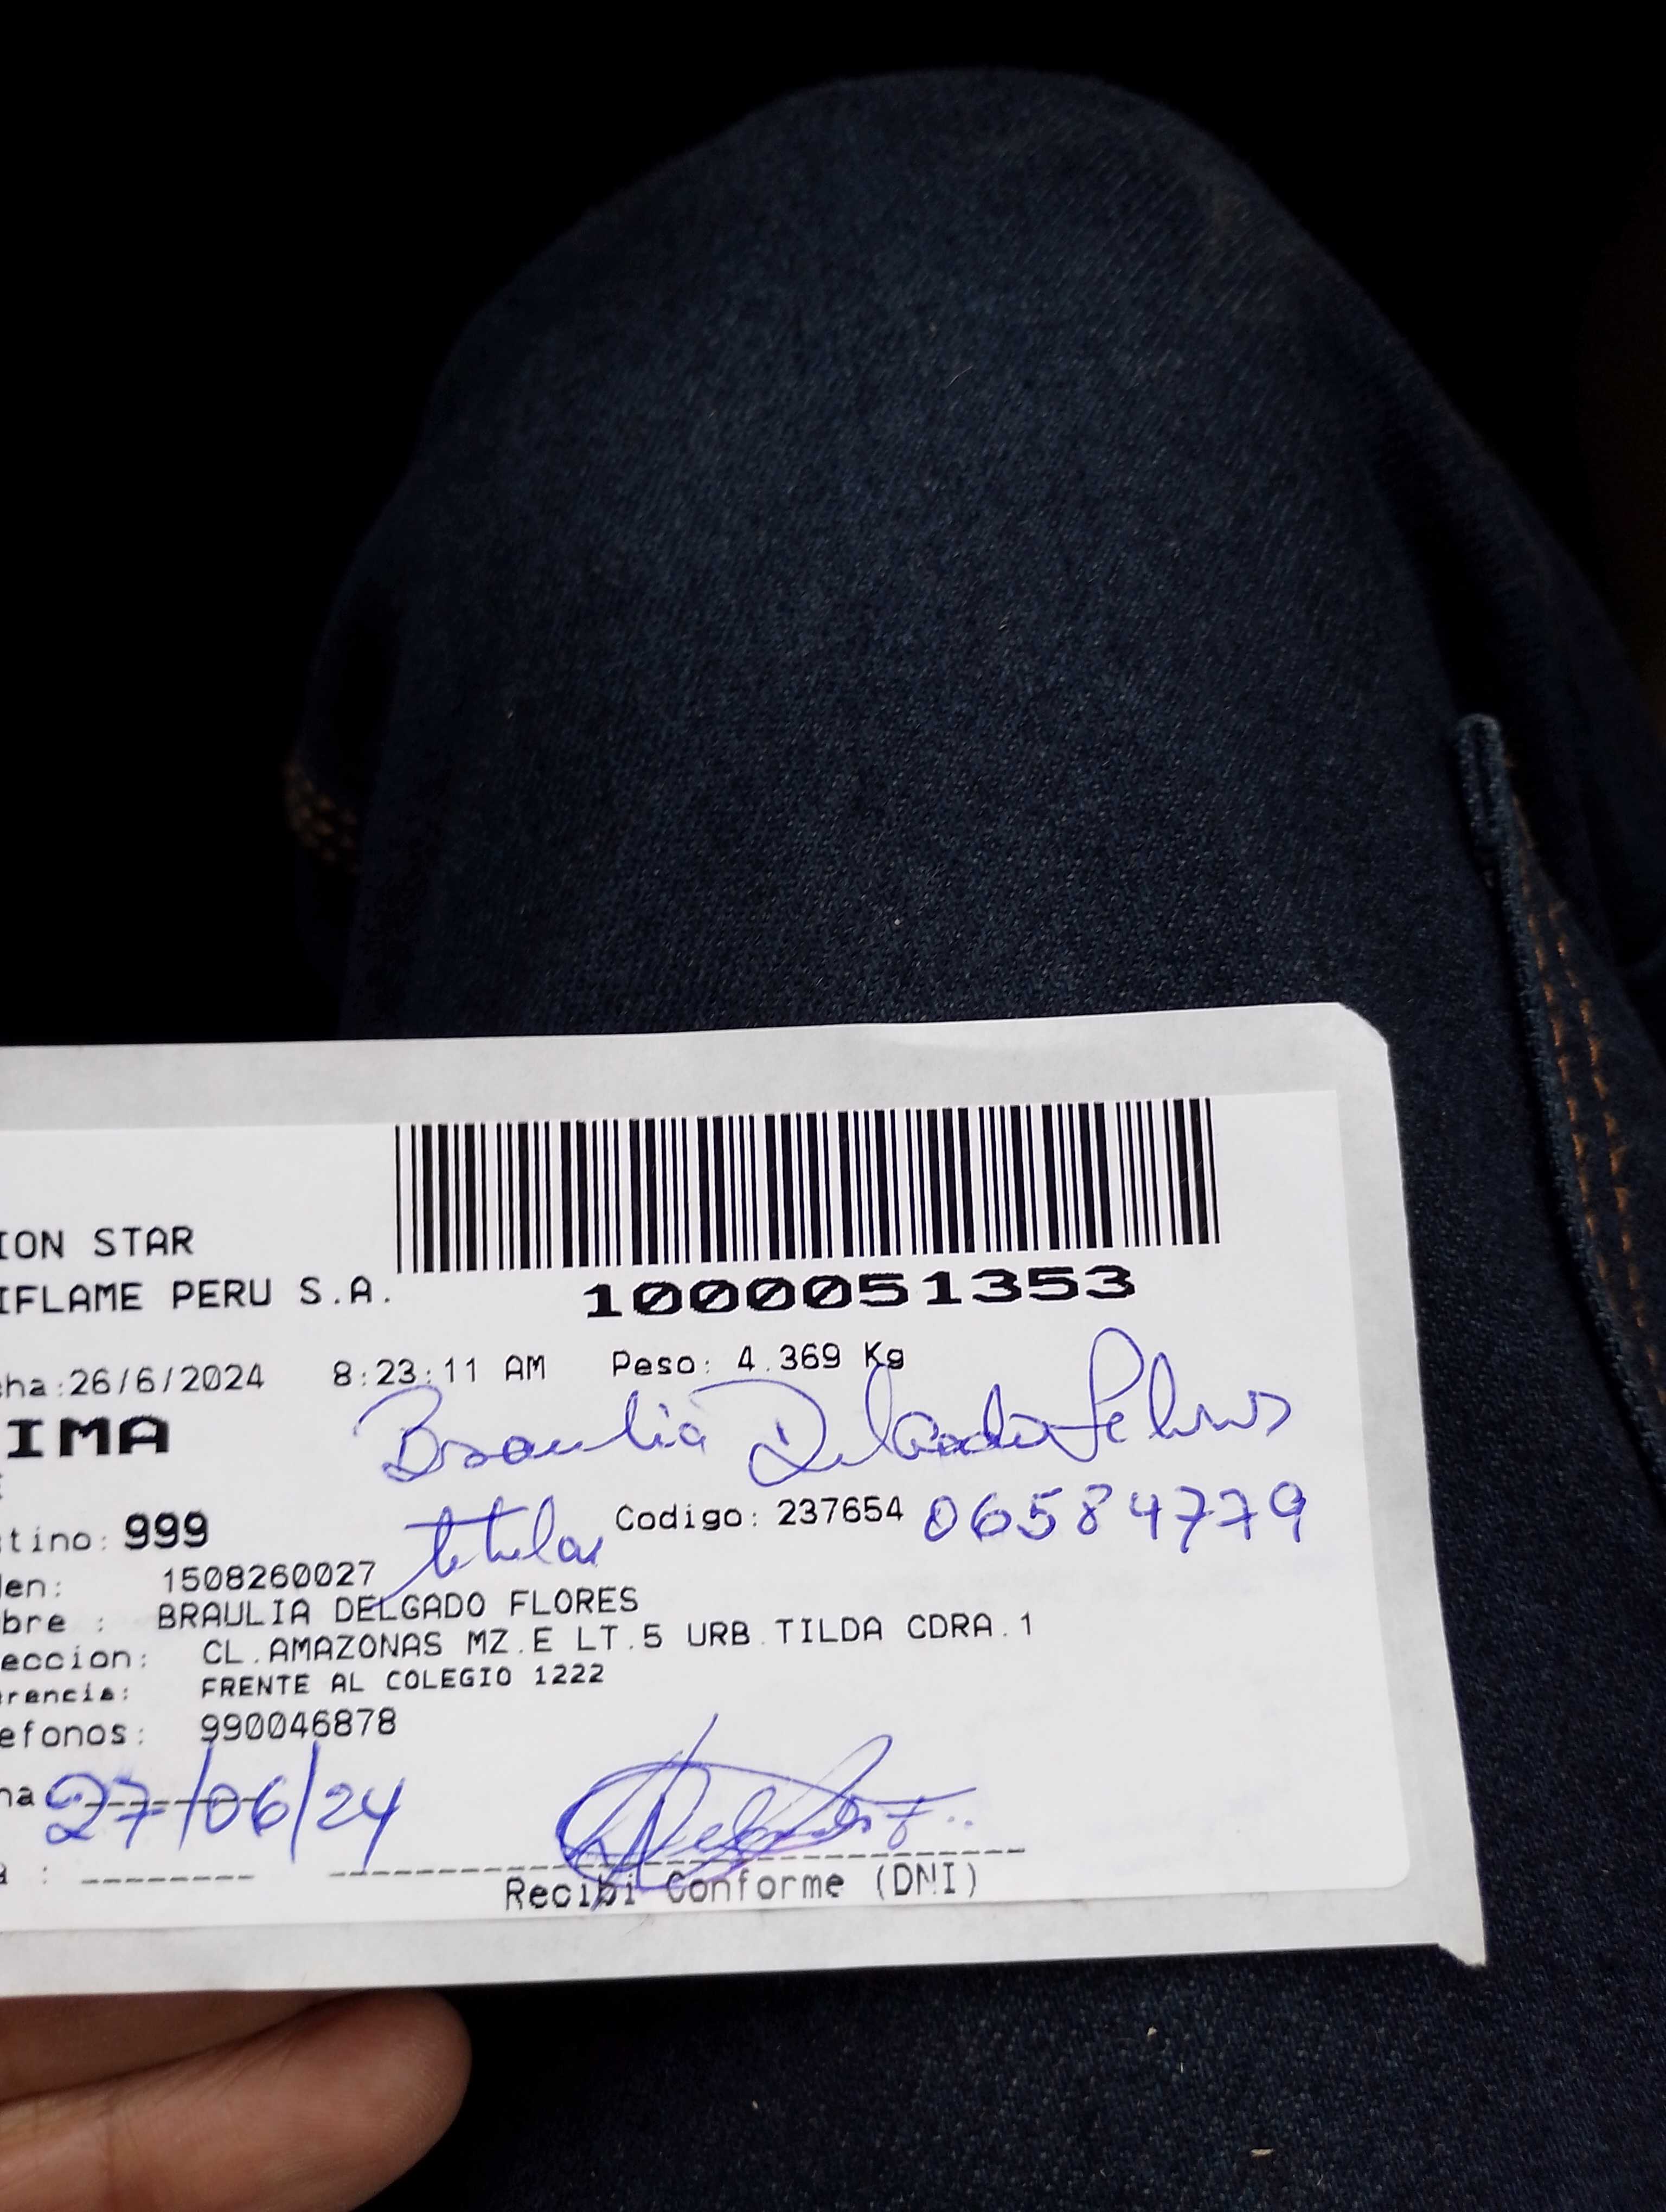 ION STAR
IFLAME PERU S.A.
1000051353
ha:26/6/2024 8:23:11 AM Peso: 4.369 Kg
IMA
Braulia Delgado Flores
tino: 999 titular Codigo: 237654 06584779
den: 1508260027
bre : BRAULIA DELGADO FLORES
eccion: CL.AMAZONAS MZ.E LT.5 URB.TILDA CDRA.1
erencia: FRENTE AL COLEGIO 1222
efonos: 990046878
ha 27/06/24
a :
Recibi Conforme (DNI)